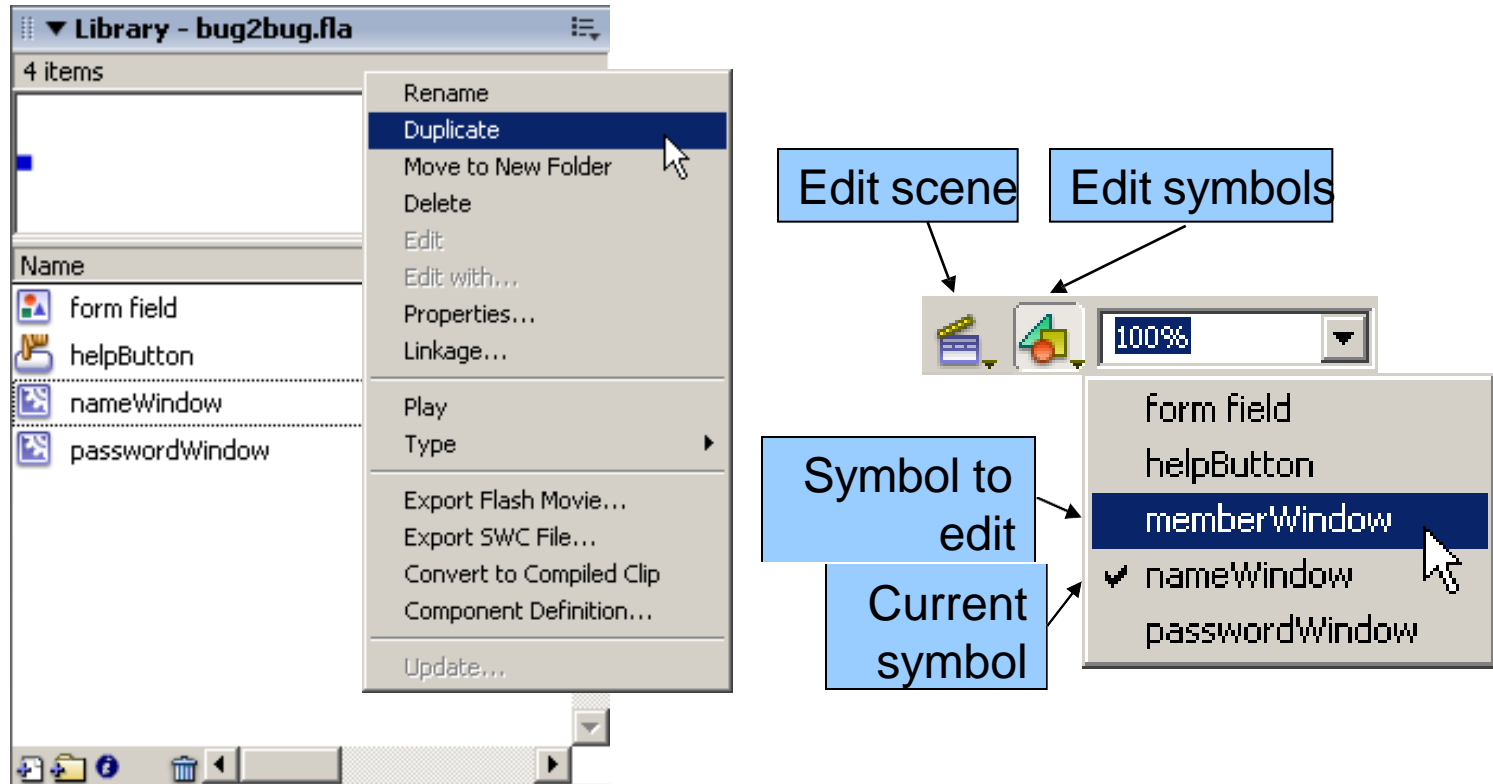 Library - bug2bug.fla
4 items
Name
form field
helpButton
nameWindow
passwordWindow
Rename
Duplicate
Move to New Folder
Delete
Edit
Edit with...
Properties...
Linkage...
Play
Type
Export Flash Movie...
Export SWC File...
Convert to Compiled Clip
Component Definition...
Update...
Edit scene
Edit symbols
100%
Symbol to
edit
Current
symbol
form field
helpButton
memberWindow
nameWindow
passwordWindow